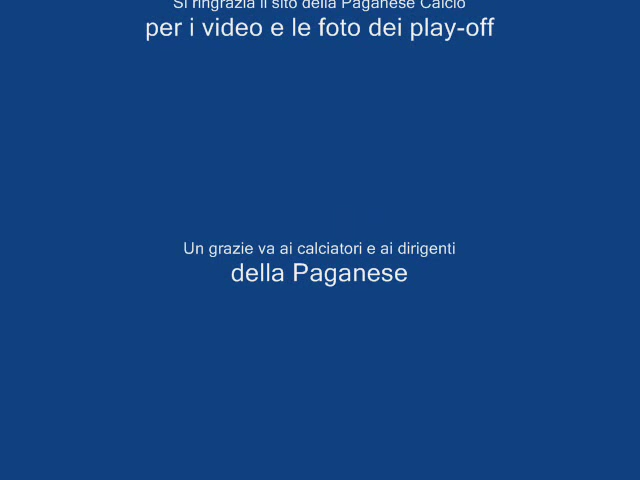 Si ringrazia il sito della Paganese Calcio
per i video e le foto dei play-off
Un grazie va ai calciatori e ai dirigenti
della Paganese